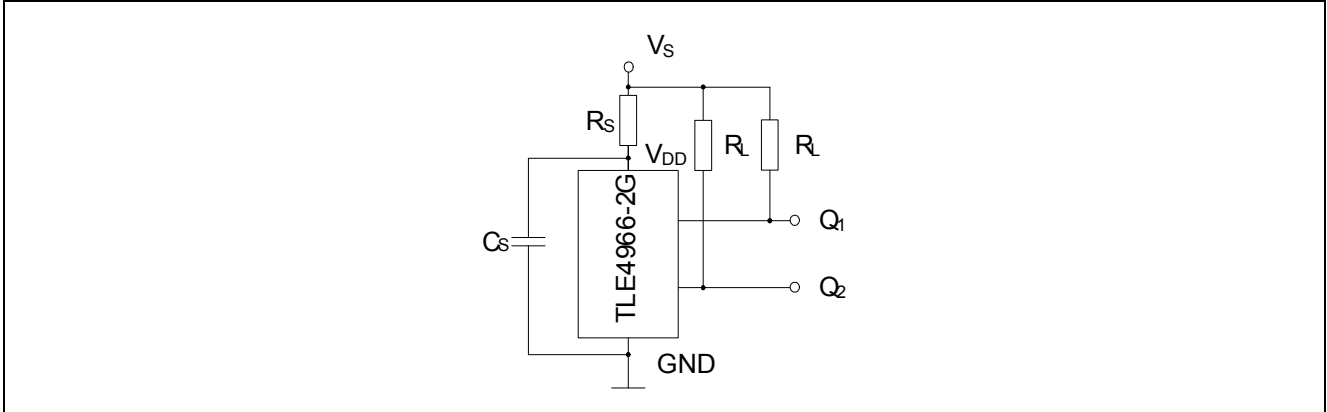 VS
RS
VDD
RL
RL
TLE4966-2G
Q1
CS
Q2
GND